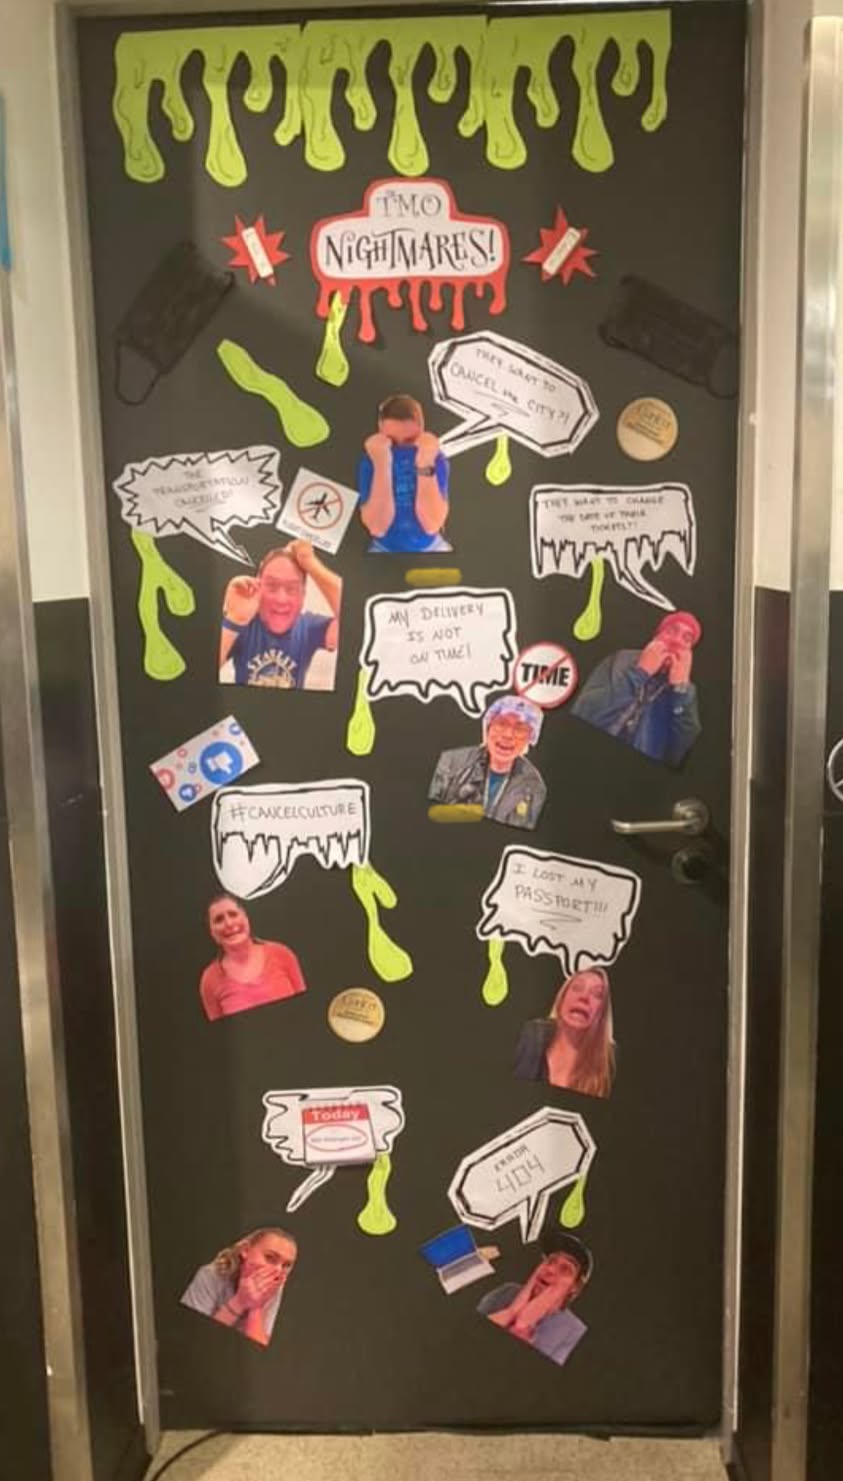 TMO
NIGHTMARES!
THEY WANT TO
CANCEL the CITY?!
THE
TRANSPORTATION
CANCELLED!
THEY WANT TO CHANGE
THE DATE OF THEIR
TICKETS?!
MY DELIVERY
IS NOT
ON TIME!
TIME
#CANCELCULTURE
I LOST MY
PASSPORT!!!
Today
404